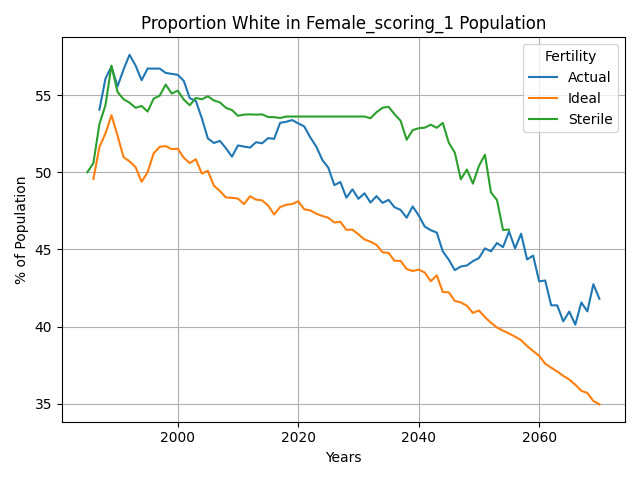 Proportion White in Female_scoring_1 Population
Fertility
Actual
Ideal
Sterile
% of Population
55
50
45
40
35
2000
2020
2040
2060
Years